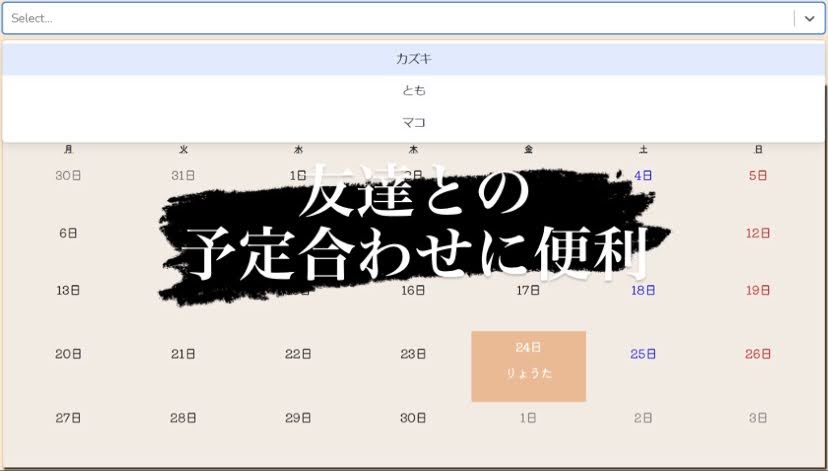 Select...
カズキ
とも
マコ
月 火 水 木 金 土 日
30日 31日 1日 2日 4日 5日
友達との
6日 12日
予定合わせに便利
13日 16日 17日 18日 19日
20日 21日 22日 23日 24日 25日 26日
りょうた
27日 28日 29日 30日 1日 2日 3日